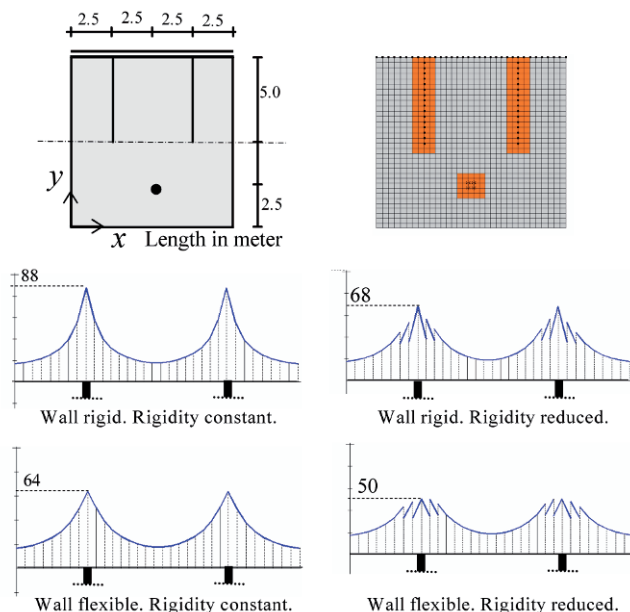 2.5 2.5 2.5 2.5
5.0
2.5
y
x Length in meter
88
Wall rigid. Rigidity constant.
68
Wall rigid. Rigidity reduced.
64
Wall flexible. Rigidity constant.
50
Wall flexible. Rigidity reduced.